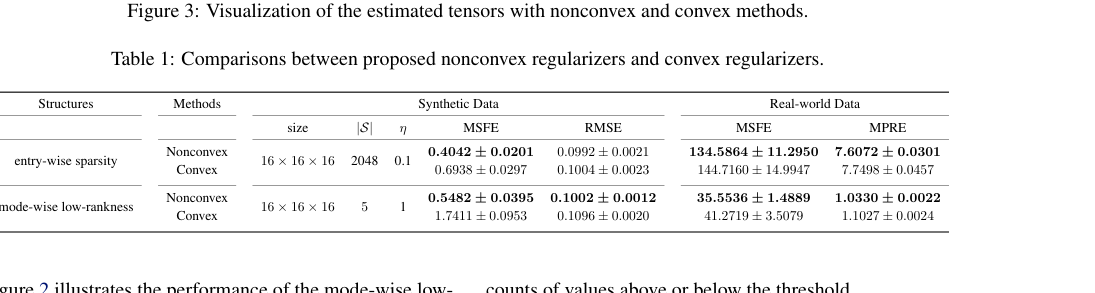 Figure 3: Visualization of the estimated tensors with nonconvex and convex methods.
Table 1: Comparisons between proposed nonconvex regularizers and convex regularizers.
Structures Methods Synthetic Data Real-world Data
size |S| η MSFE RMSE MSFE MPRE
entry-wise sparsity Nonconvex 16 × 16 × 16 2048 0.1 0.4042 ± 0.0201 0.0992 ± 0.0021 134.5864 ± 11.2950 7.6072 ± 0.0301
Convex 0.6938 ± 0.0297 0.1004 ± 0.0023 144.7160 ± 14.9947 7.7498 ± 0.0457
mode-wise low-rankness Nonconvex 16 × 16 × 16 5 1 0.5482 ± 0.0395 0.1002 ± 0.0012 35.5536 ± 1.4889 1.0330 ± 0.0022
Convex 1.7411 ± 0.0953 0.1096 ± 0.0020 41.2719 ± 3.5079 1.1027 ± 0.0024
gure 2 illustrates the performance of the mode-wise low-
counts of values above or below the threshold